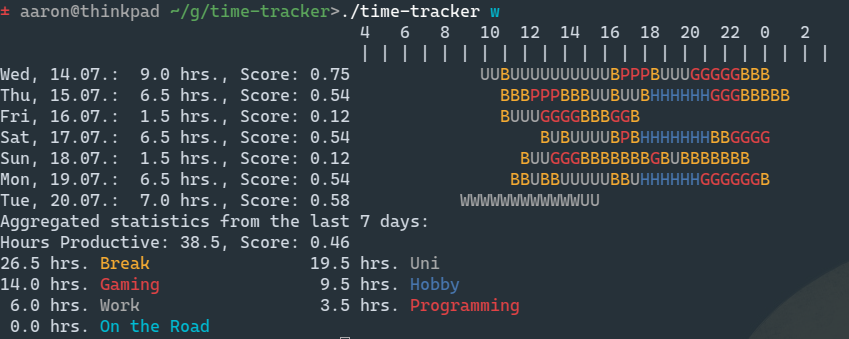 ± aaron@thinkpad ~/g/time-tracker>./time-tracker w
4 6 8 10 12 14 16 18 20 22 0 2
| | | | | | | | | | | | | | | | | | | | | | | |
Wed, 14.07.: 9.0 hrs., Score: 0.75 UUBUUUUUUUUUUBPPPBUUUGGGGGBBB
Thu, 15.07.: 6.5 hrs., Score: 0.54 BBBPPPBBBUUBUUBHHHHHHGGGBBBBB
Fri, 16.07.: 1.5 hrs., Score: 0.12 BUUUGGGGBBBGGB
Sat, 17.07.: 6.5 hrs., Score: 0.54 BUBUUUUBPBHHHHHHHBBGGGG
Sun, 18.07.: 1.5 hrs., Score: 0.12 BUUGGGBBBBBBBGBUBBBBBBB
Mon, 19.07.: 6.5 hrs., Score: 0.54 BBUBBUUUUUBBUHHHHHHGGGGGGB
Tue, 20.07.: 7.0 hrs., Score: 0.58 WWWWWWWWWWWWUU
Aggregated statistics from the last 7 days:
Hours Productive: 38.5, Score: 0.46
26.5 hrs. Break 19.5 hrs. Uni
14.0 hrs. Gaming 9.5 hrs. Hobby
6.0 hrs. Work 3.5 hrs. Programming
0.0 hrs. On the Road